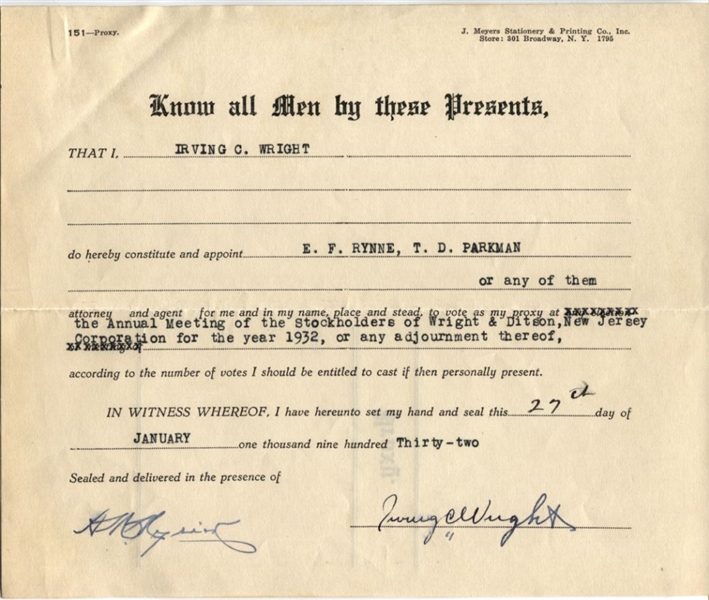 151—Proxy.
J. Meyers Stationery & Printing Co., Inc.
Store: 301 Broadway, N. Y. 1795
Know all Men by these Presents,
THAT I, IRVING C. WRIGHT
do hereby constitute and appoint E. F. RYNNE, T. D. PARKMAN
or any of them
attorney and agent for me and in my name, place and stead, to vote as my proxy at
the Annual Meeting of the Stockholders of Wright & Ditson, New Jersey
Corporation for the year 1932, or any adjournment thereof,
according to the number of votes I should be entitled to cast if then personally present.
IN WITNESS WHEREOF, I have hereunto set my hand and seal this 27th day of
JANUARY one thousand nine hundred Thirty-two
Sealed and delivered in the presence of
Irving C Wright